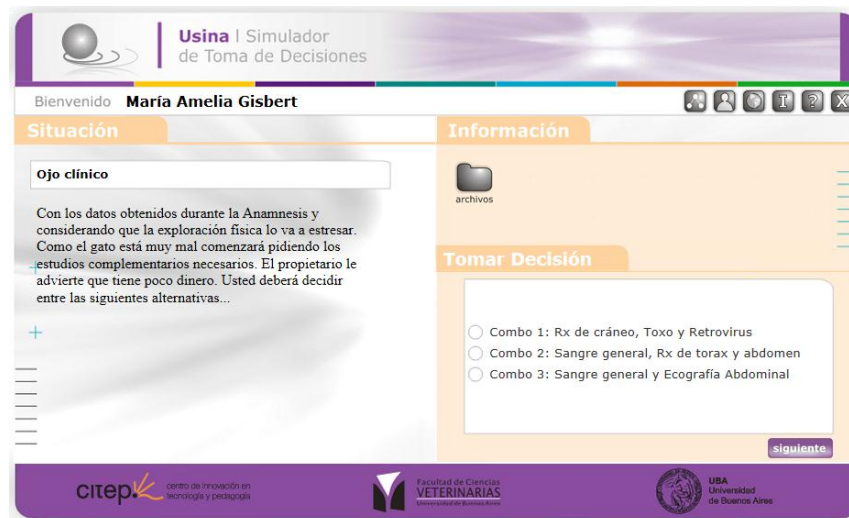 Usina | Simulador
de Toma de Decisiones
Bienvenido María Amelia Gisbert
I ? X
Situación
Ojo clínico
Con los datos obtenidos durante la Anamnesis y
considerando que la exploración física lo va a estresar.
Como el gato está muy mal comenzará pidiendo los
estudios complementarios necesarios. El propietario le
advierte que tiene poco dinero. Usted deberá decidir
entre las siguientes alternativas...
Información
archivos
Tomar Decisión
Combo 1: Rx de cráneo, Toxo y Retrovirus
Combo 2: Sangre general, Rx de torax y abdomen
Combo 3: Sangre general y Ecografía Abdominal
siguiente
citep.
centro de innovación en
tecnología y pedagogía
Facultad de Ciencias
VETERINARIAS
Universidad de Buenos Aires
UBA
Universidad
de Buenos Aires